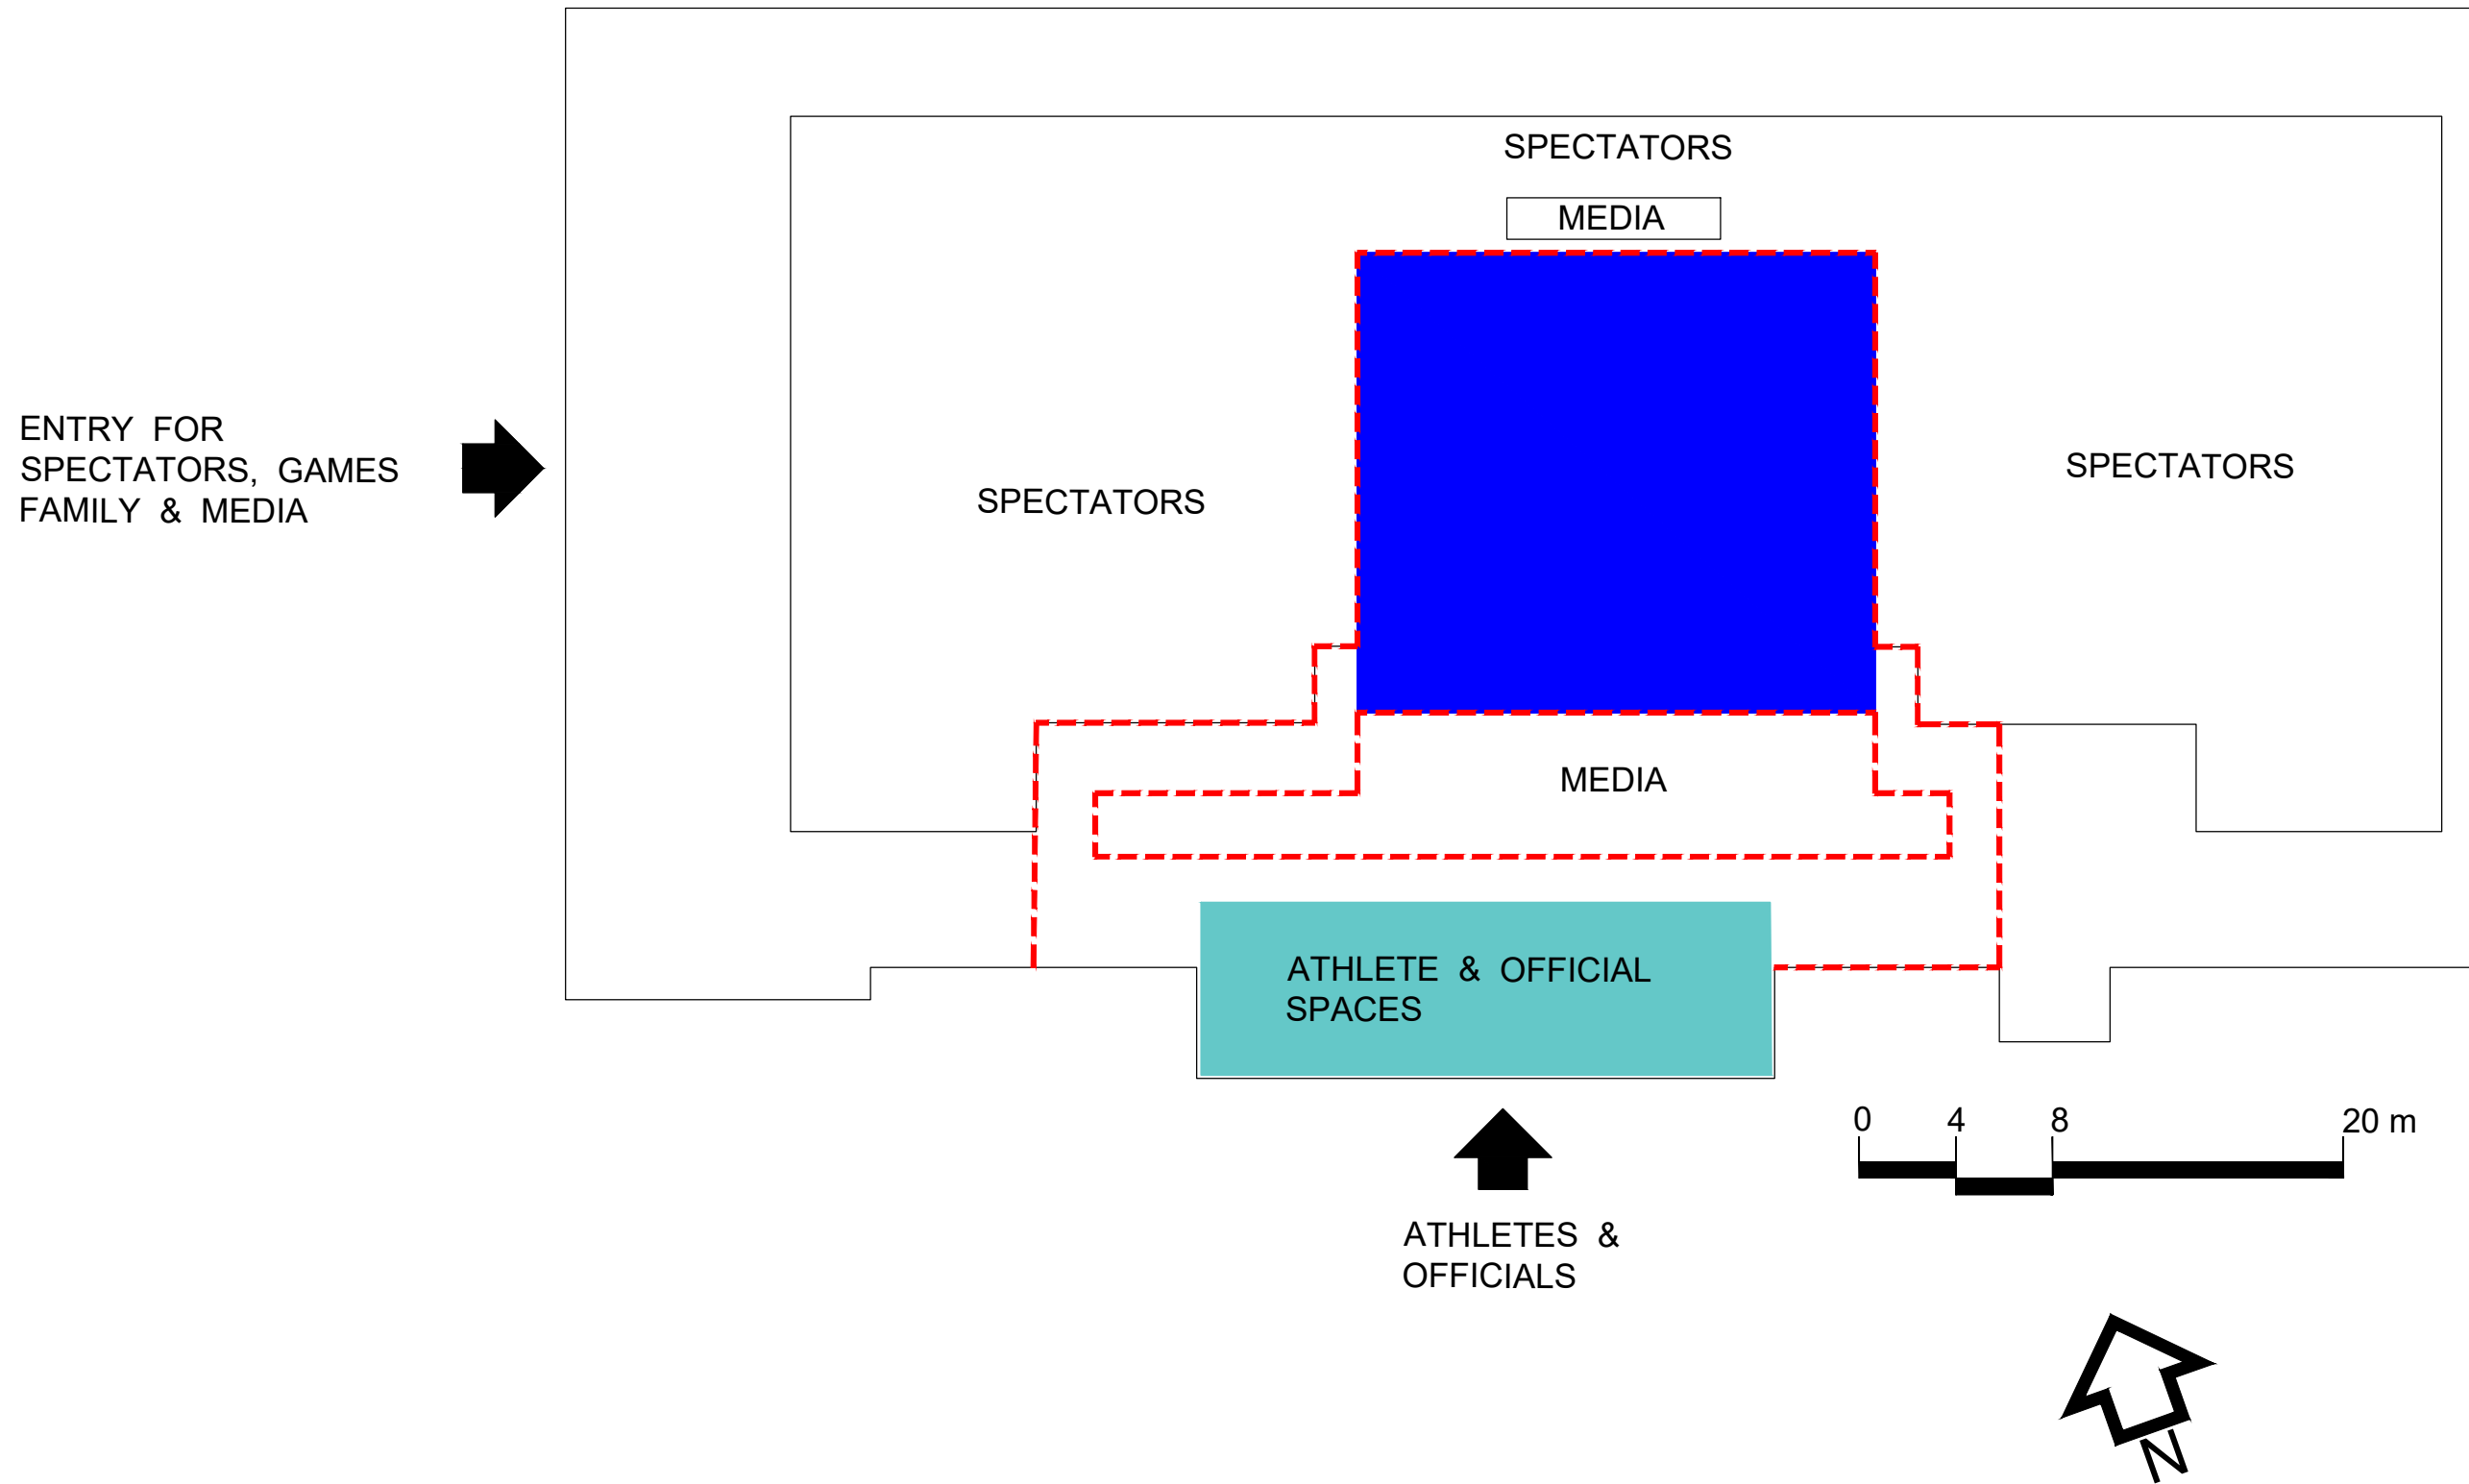 SPECTATORS
MEDIA
ENTRY FOR
SPECTATORS, GAMES
FAMILY & MEDIA
SPECTATORS
SPECTATORS
MEDIA
ATHLETE & OFFICIAL
SPACES
0 4 8 20 m
ATHLETES &
OFFICIALS
N